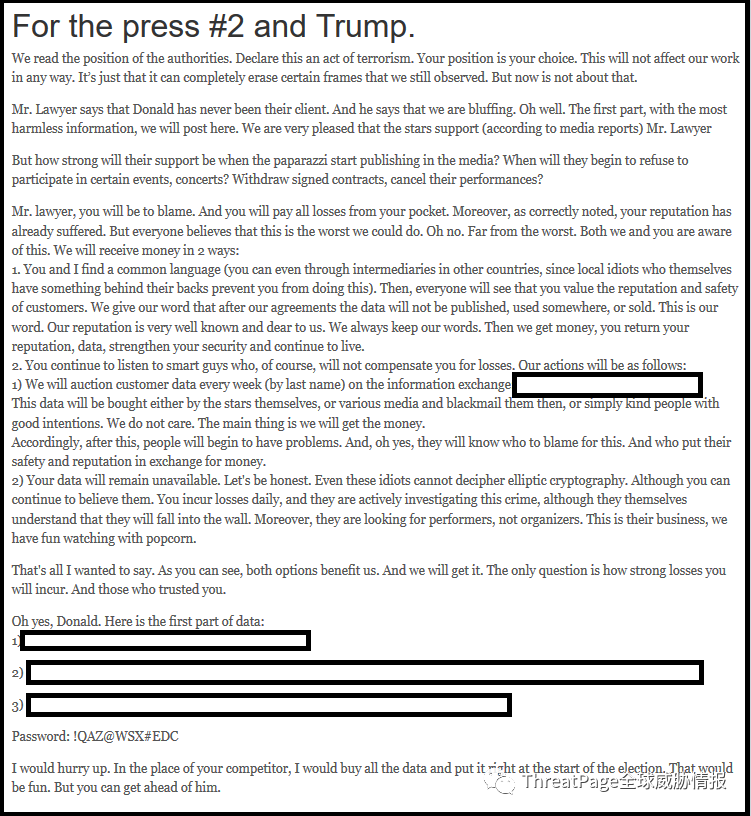 For the press #2 and Trump.
We read the position of the authorities. Declare this an act of terrorism. Your position is your choice. This will not affect our work
in any way. It's just that it can completely erase certain frames that we still observed. But now is not about that.
Mr. Lawyer says that Donald has never been their client. And he says that we are bluffing. Oh well. The first part, with the most
harmless information, we will post here. We are very pleased that the stars support (according to media reports) Mr. Lawyer
But how strong will their support be when the paparazzi start publishing in the media? When will they begin to refuse to
participate in certain events, concerts? Withdraw signed contracts, cancel their performances?
Mr. lawyer, you will be to blame. And you will pay all losses from your pocket. Moreover, as correctly noted, your reputation has
already suffered. But everyone believes that this is the worst we could do. Oh no. Far from the worst. Both we and you are aware
of this. We will receive money in 2 ways:
1. You and I find a common language (you can even through intermediaries in other countries, since local idiots who themselves
have something behind their backs prevent you from doing this). Then, everyone will see that you value the reputation and safety
of customers. We give our word that after our agreements the data will not be published, used somewhere, or sold. This is our
word. Our reputation is very well known and dear to us. We always keep our words. Then we get money, you return your
reputation, data, strengthen your security and continue to live.
2. You continue to listen to smart guys who, of course, will not compensate you for losses. Our actions will be as follows:
1) We will auction customer data every week (by last name) on the information exchange
This data will be bought either by the stars themselves, or various media and blackmail them then, or simply kind people with
good intentions. We do not care. The main thing is we will get the money.
Accordingly, after this, people will begin to have problems. And, oh yes, they will know who to blame for this. And who put their
safety and reputation in exchange for money.
2) Your data will remain unavailable. Let's be honest. Even these idiots cannot decipher elliptic cryptography. Although you can
continue to believe them. You incur losses daily, and they are actively investigating this crime, although they themselves
understand that they will fall into the wall. Moreover, they are looking for performers, not organizers. This is their business, we
have fun watching with popcorn.
That's all I wanted to say. As you can see, both options benefit us. And we will get it. The only question is how strong losses you
will incur. And those who trusted you.
Oh yes, Donald. Here is the first part of data:
1)
2)
3)
Password: !QAZ@WSX#EDC
I would hurry up. In the place of your competitor, I would buy all the data and put it right at the start of the election. That would
be fun. But you can get ahead of him.
ThreatPage全球威胁情报